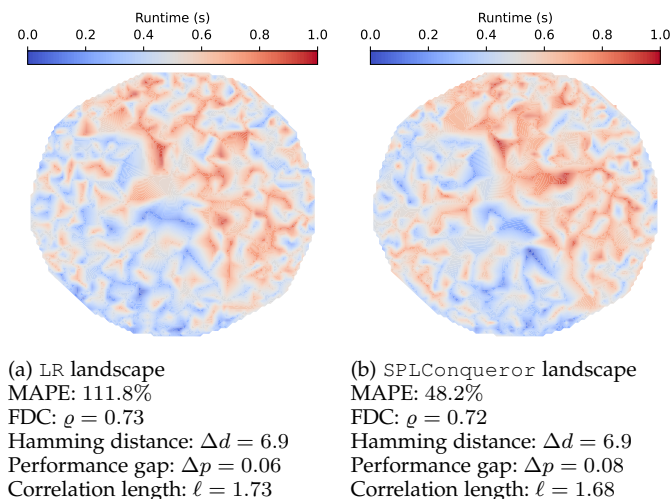 Runtime (s)
0.0 0.2 0.4 0.6 0.8 1.0
Runtime (s)
0.0 0.2 0.4 0.6 0.8 1.0
(a) LR landscape
MAPE: 111.8%
FDC: ϱ = 0.73
Hamming distance: Δd = 6.9
Performance gap: Δp = 0.06
Correlation length: ℓ = 1.73
(b) SPLConqueror landscape
MAPE: 48.2%
FDC: ϱ = 0.72
Hamming distance: Δd = 6.9
Performance gap: Δp = 0.08
Correlation length: ℓ = 1.68